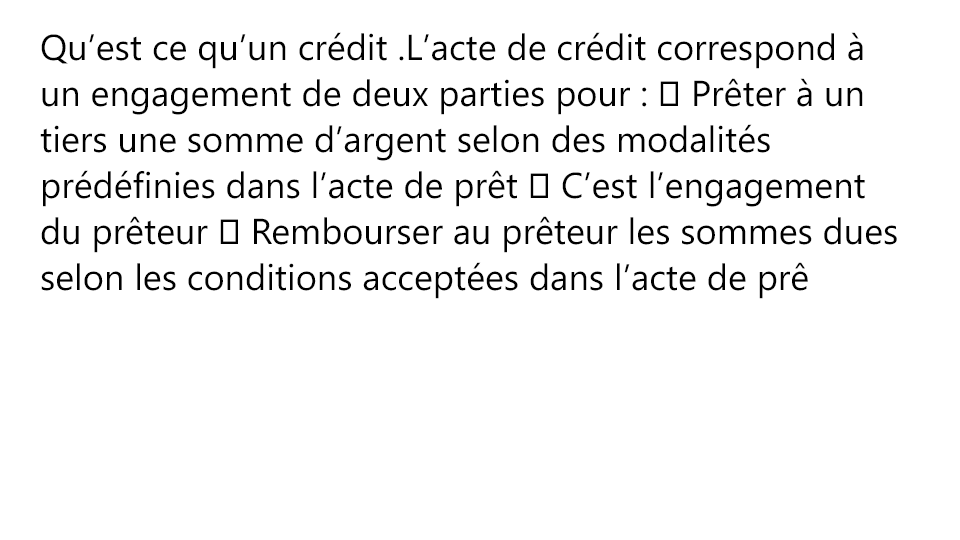 Qu’est ce qu’un crédit .L’acte de crédit correspond à
un engagement de deux parties pour :  Prêter à un
tiers une somme d’argent selon des modalités
prédéfinies dans l’acte de prêt  C’est l’engagement
du prêteur  Rembourser au prêteur les sommes dues
selon les conditions acceptées dans l’acte de prê